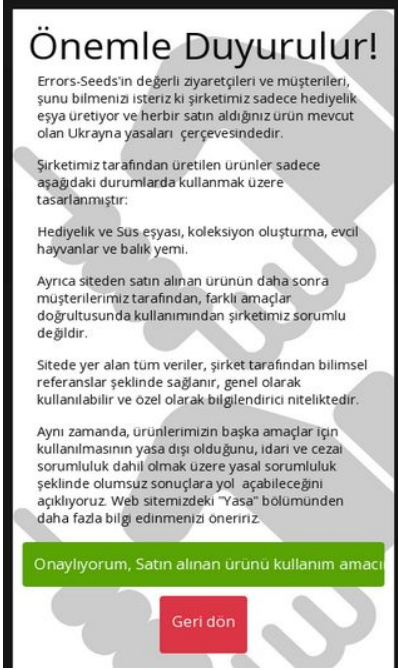 Önemle Duyurulur!
Errors-Seeds'in değerli ziyaretçileri ve müşterileri,
şunu bilmenizi isteriz ki şirketimiz sadece hediyelik
eşya üretiyor ve herbir satın aldığınız ürün mevcut
olan Ukrayna yasaları çerçevesindedir.
Şirketimiz tarafından üretilen ürünler sadece
aşağıdaki durumlarda kullanmak üzere
tasarlanmıştır:
Hediyelik ve Süs eşyası, koleksiyon oluşturma, evcil
hayvanlar ve balık yemi.
Ayrıca siteden satın alınan ürünün daha sonra
müşterilerimiz tarafından, farklı amaçlar
doğrultusunda kullanımından şirketimiz sorumlu
değildir.
Sitede yer alan tüm veriler, şirket tarafından bilimsel
referanslar şeklinde sağlanır, genel olarak
kullanılabilir ve özel olarak bilgilendirici niteliktedir.
Aynı zamanda, ürünlerimizin başka amaçlar için
kullanılmasının yasa dışı olduğunu, idari ve cezai
sorumluluk dahil olmak üzere yasal sorumluluk
şeklinde olumsuz sonuçlara yol açabileceğini
açıklıyoruz. Web sitemizdeki "Yasa" bölümünden
daha fazla bilgi edinmenizi öneririz.
Onaylıyorum, Satın alınan ürünü kullanım amacı
Geri dön